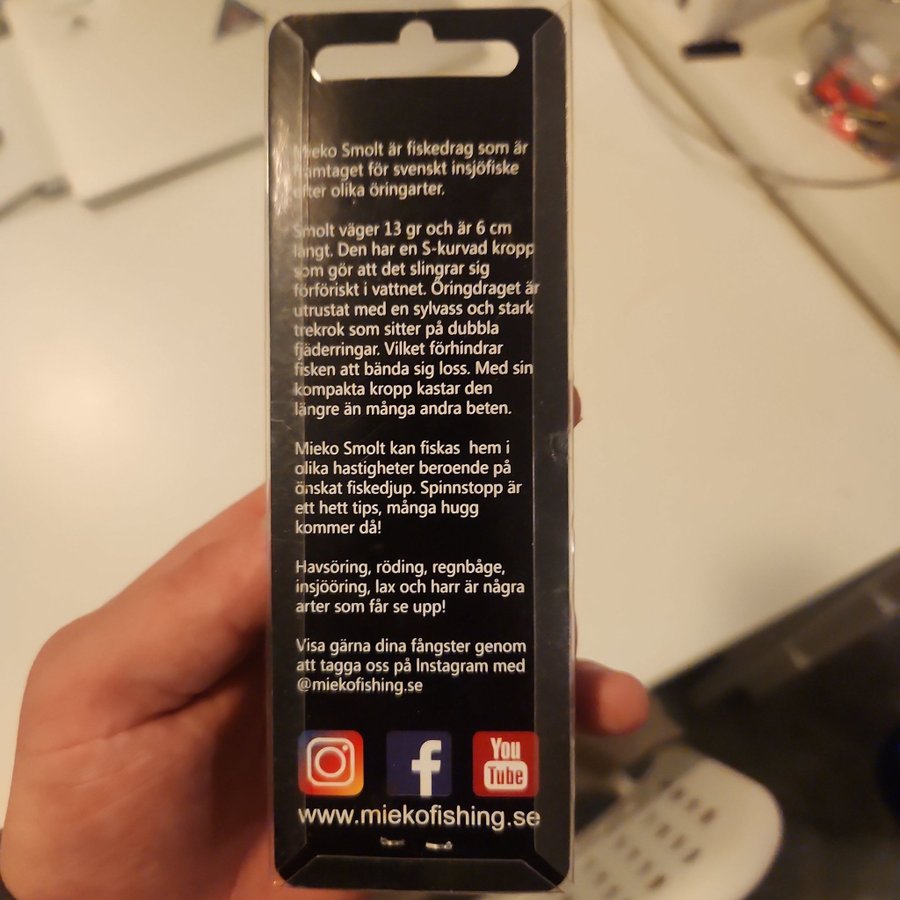 Mieko Smolt är fiskedrag som är
framtaget för svenskt insjöfiske
efter olika öringarter.
Smolt väger 13 gr och är 6 cm
långt. Den har en S-kurvad kropp
som gör att det slingrar sig
förföriskt i vattnet. Öringdraget är
utrustat med en sylvass och stark
trekrok som sitter på dubbla
fjäderringar. Vilket förhindrar
fisken att bända sig loss. Med sin
kompakta kropp kastar den
längre än många andra beten.
Mieko Smolt kan fiskas hem i
olika hastigheter beroende på
önskat fiskedjup. Spinnstopp är
ett hett tips, många hugg
kommer då!
Havsöring, röding, regnbåge,
insjööring, lax och harr är några
arter som får se upp!
Visa gärna dina fångster genom
att tagga oss på Instagram med
@miekofishing.se
You
Tube
www.miekofishing.se